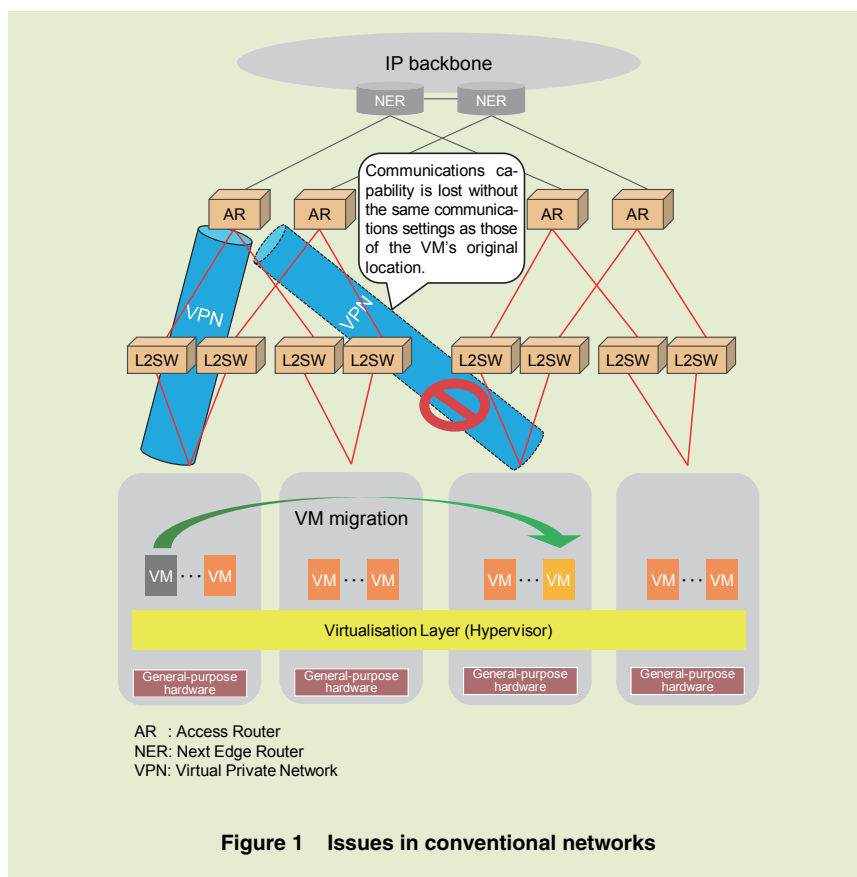 IP backbone
NER
NER
Communications ca-
pability is lost without
the same communica-
tions settings as those
of the VM's original
location.
AR
AR
AR
AR
VPN
VPN
L2SW
L2SW
L2SW
L2SW
L2SW
L2SW
L2SW
L2SW
VM migration
VM ··· VM
VM ··· VM
VM ··· VM
VM ··· VM
Virtualisation Layer (Hypervisor)
General-purpose
hardware
General-purpose
hardware
General-purpose
hardware
General-purpose
hardware
AR : Access Router
NER: Next Edge Router
VPN: Virtual Private Network
Figure 1 Issues in conventional networks